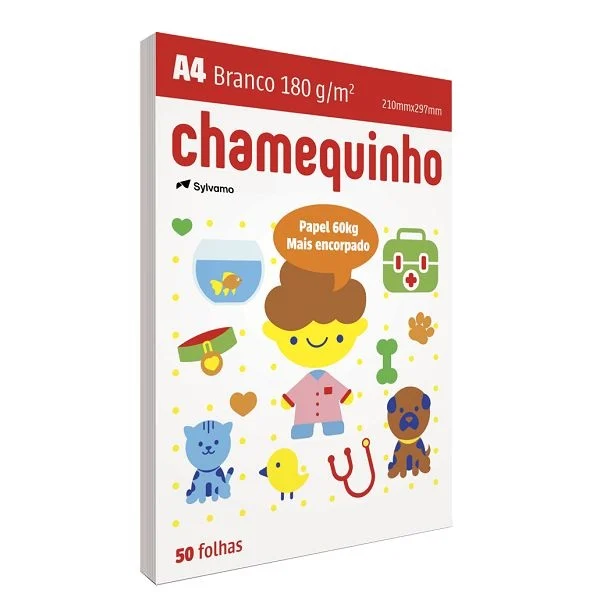 A4 Branco 180 g/m²
210mmx297mm
chamequinho
Sylvamo
Papel 60kg
Mais encorpado
50 folhas